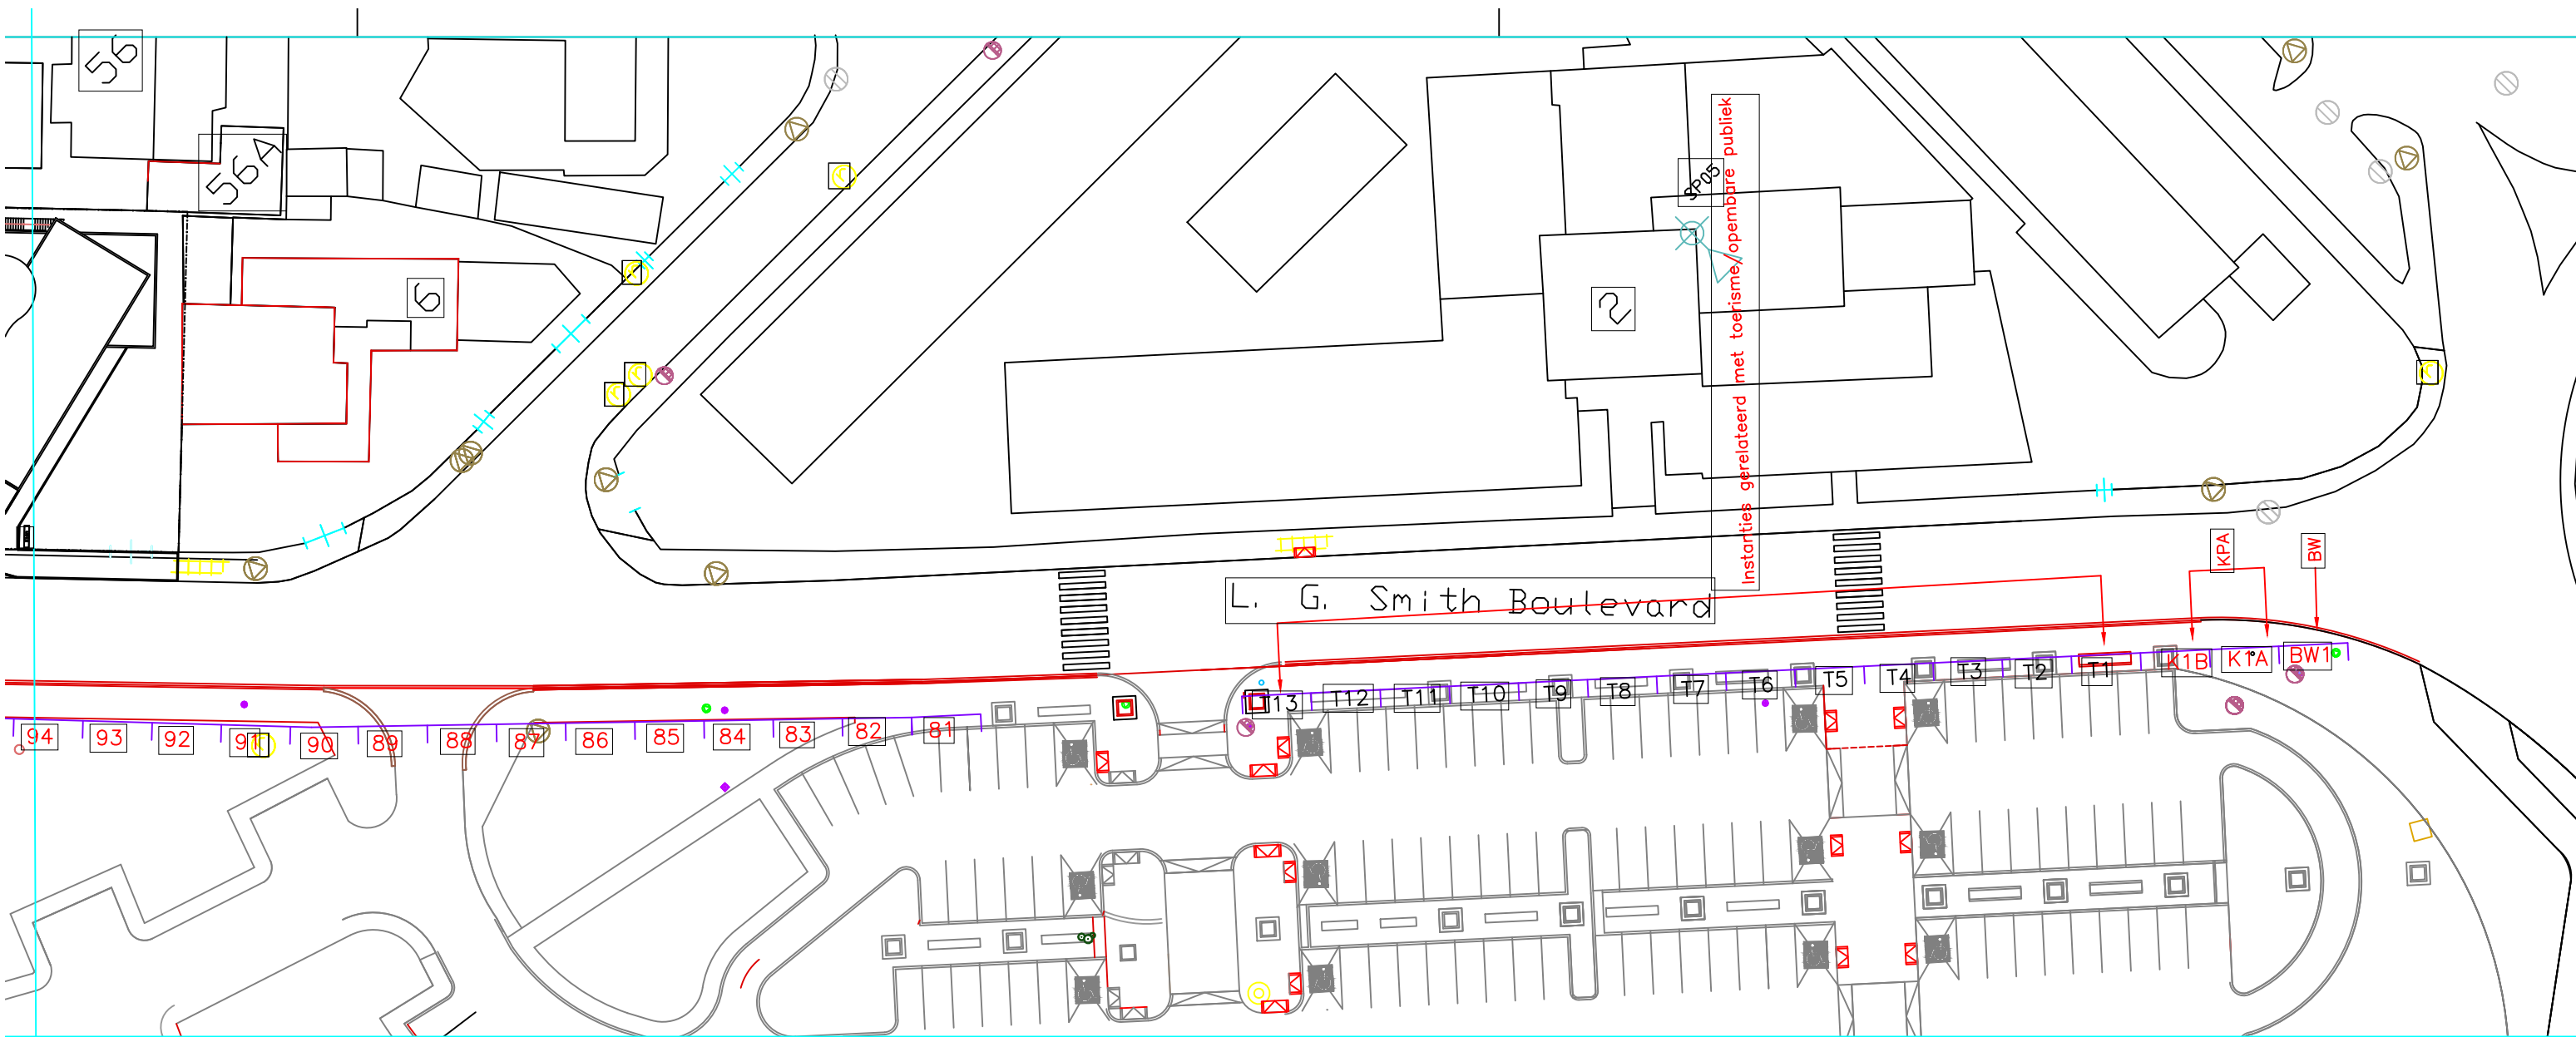 56
56A
6
SP05
2
Instanties gerelateerd met toerisme/openbare publiek
L. G. Smith Boulevard
KPA
BW
94
93
92
91
90
89
88
87
86
85
84
83
82
81
T13
T12
T11
T10
T9
T8
T7
T6
T5
T4
T3
T2
T1
K1B
K1A
BW1